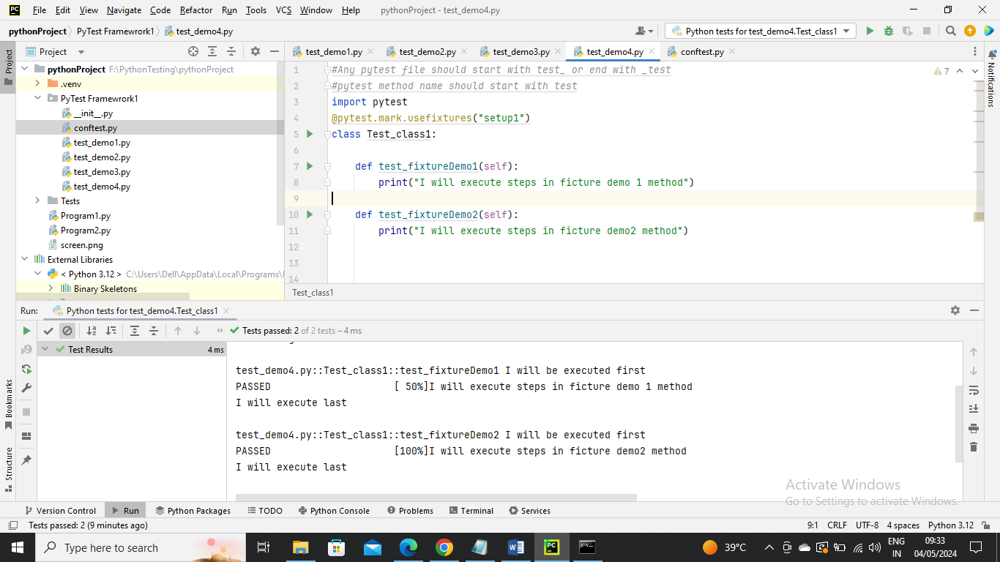 File Edit View Navigate Code Refactor Run Tools VCS Window Help pythonProject - test_demo4.py
pythonProject PyTest Framewrork1 test_demo4.py
Python tests for test_demo4.Test_class1
Project
Project
test_demo1.py test_demo2.py test_demo3.py test_demo4.py conftest.py
Notifications
pythonProject F:\PythonTesting\pythonProject
.venv
PyTest Framewrork1
__init__.py
conftest.py
test_demo1.py
test_demo2.py
test_demo3.py
test_demo4.py
Tests
Program1.py
Program2.py
screen.png
External Libraries
< Python 3.12 > C:\Users\Dell\AppData\Local\Programs\
Binary Skeletons
7
1 #Any pytest file should start with test_ or end with _test
2 #pytest method name should start with test
3 import pytest
4 @pytest.mark.usefixtures("setup1")
5 class Test_class1:
6
7 def test_fixtureDemo1(self):
8 print("I will execute steps in ficture demo 1 method")
9
10 def test_fixtureDemo2(self):
11 print("I will execute steps in ficture demo2 method")
12
13
14
Test_class1
Run: Python tests for test_demo4.Test_class1
Tests passed: 2 of 2 tests – 4 ms
Test Results 4 ms
test_demo4.py::Test_class1::test_fixtureDemo1 I will be executed first
PASSED [ 50%]I will execute steps in ficture demo 1 method
I will execute last
test_demo4.py::Test_class1::test_fixtureDemo2 I will be executed first
PASSED [100%]I will execute steps in ficture demo2 method
I will execute last
Bookmarks
Structure
Activate Windows
Go to Settings to activate Windows.
Version Control Run Python Packages TODO Python Console Problems Terminal Services
Tests passed: 2 (9 minutes ago) 9:1 CRLF UTF-8 4 spaces Python 3.12
Type here to search
39°C
ENG
IN
09:33
04/05/2024